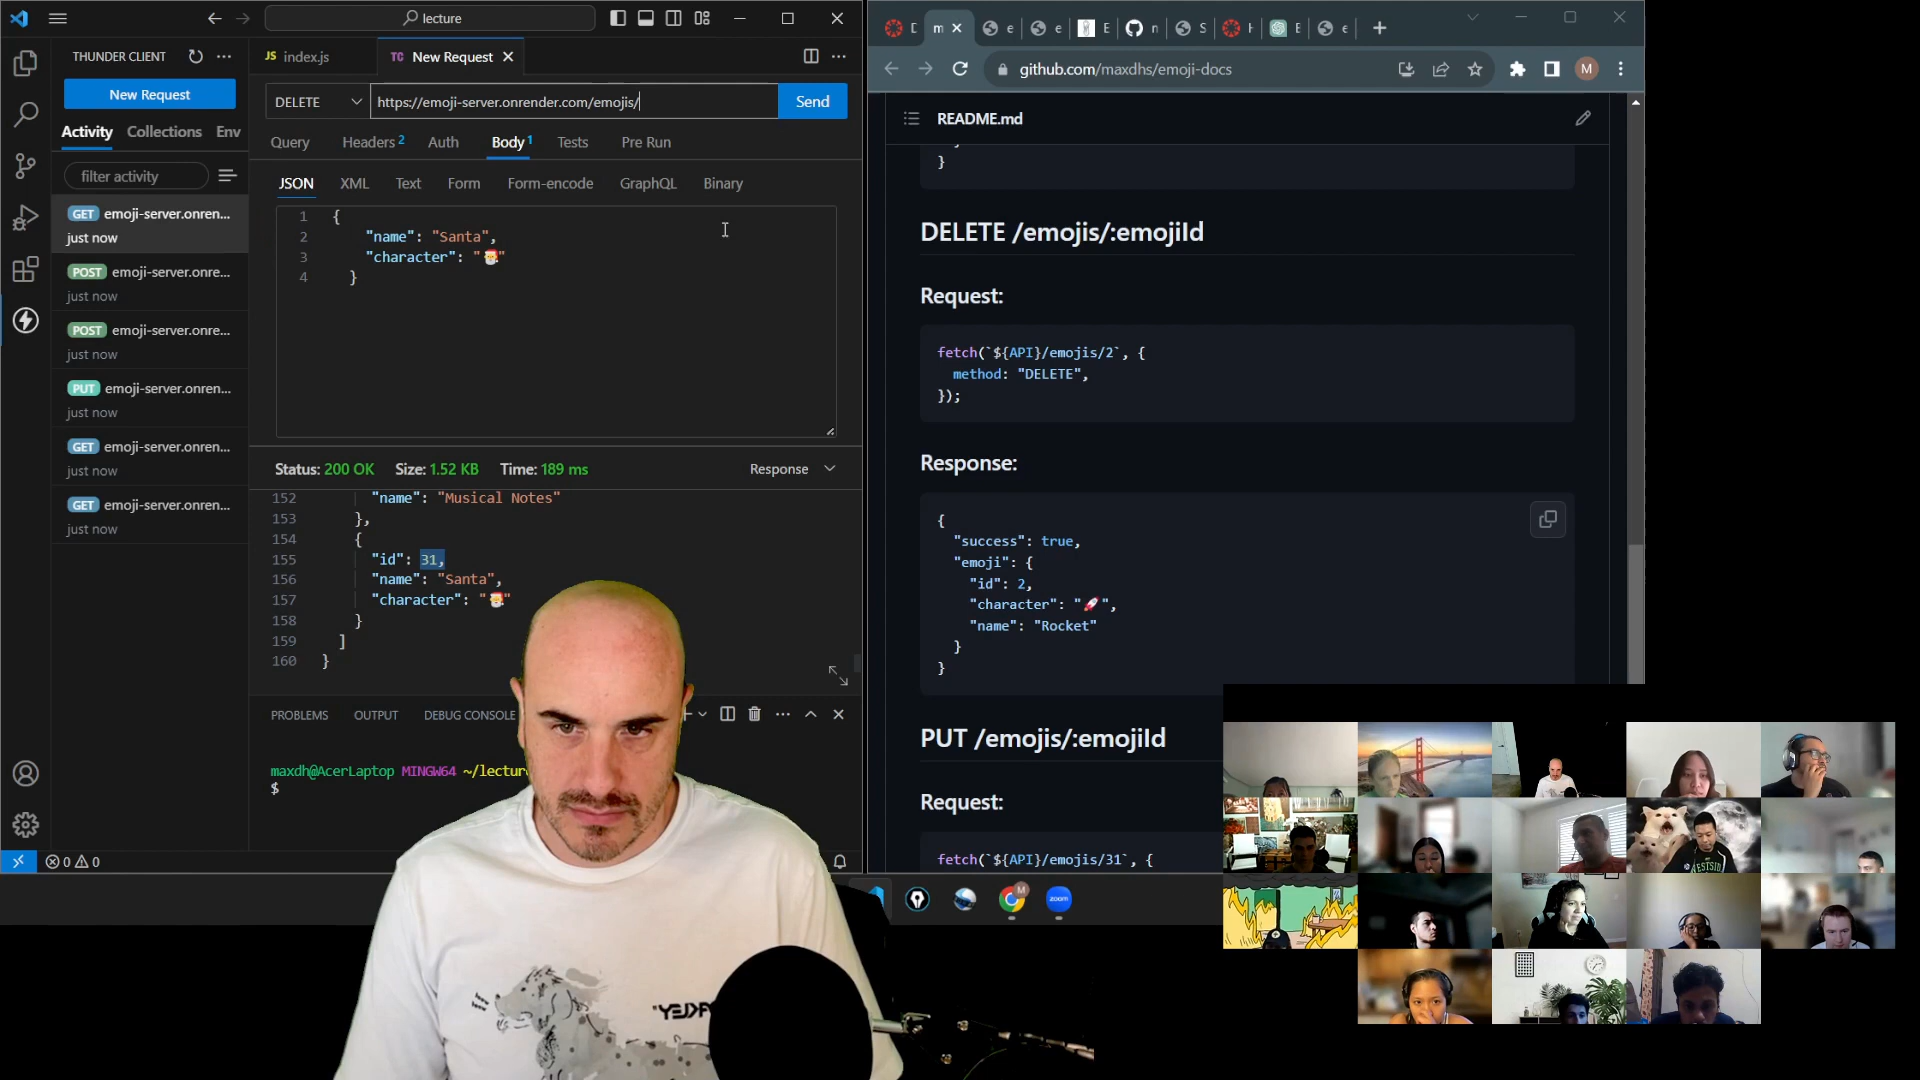 lecture
THUNDER CLIENT
New Request
Activity
Collections
Env
filter activity
GET emoji-server.onren...
just now
POST emoji-server.onre...
just now
POST emoji-server.onre...
just now
PUT emoji-server.onren...
just now
GET emoji-server.onren...
just now
GET emoji-server.onren...
just now
JS index.js
TC New Request
DELETE
https://emoji-server.onrender.com/emojis/
Send
Query
Headers 2
Auth
Body 1
Tests
Pre Run
JSON
XML
Text
Form
Form-encode
GraphQL
Binary
1 {
2 "name": "Santa",
3 "character": "🎅"
4 }
Status: 200 OK Size: 1.52 KB Time: 189 ms
Response
152 "name": "Musical Notes"
153 },
154 {
155 "id": 31,
156 "name": "Santa",
157 "character": "🎅"
158 }
159 ]
160 }
PROBLEMS
OUTPUT
DEBUG CONSOLE
maxdh@AcerLaptop MINGW64 ~/lectur
$
0 0
m
github.com/maxdhs/emoji-docs
M
README.md
}
DELETE /emojis/:emojiId
Request:
fetch(`${API}/emojis/2`, {
method: "DELETE",
});
Response:
{
"success": true,
"emoji": {
"id": 2,
"character": "🚀",
"name": "Rocket"
}
}
PUT /emojis/:emojiId
Request:
fetch(`${API}/emojis/31`, {
zoom
WESTSIDE